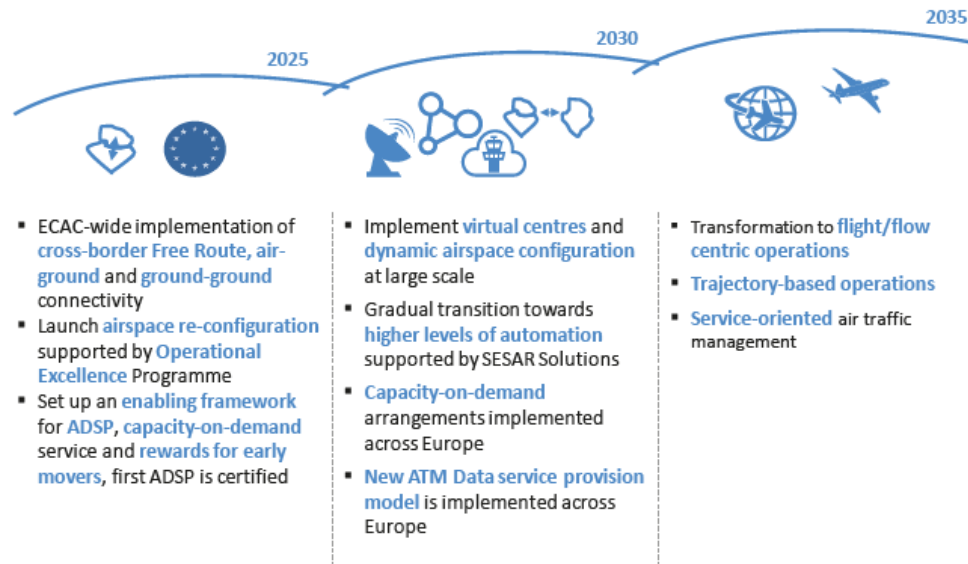 2025
2030
2035
▪ ECAC-wide implementation of
cross-border Free Route, air-
ground and ground-ground
connectivity
▪ Launch airspace re-configuration
supported by Operational
Excellence Programme
▪ Set up an enabling framework
for ADSP, capacity-on-demand
service and rewards for early
movers, first ADSP is certified
▪ Implement virtual centres and
dynamic airspace configuration
at large scale
▪ Gradual transition towards
higher levels of automation
supported by SESAR Solutions
▪ Capacity-on-demand
arrangements implemented
across Europe
▪ New ATM Data service provision
model is implemented across
Europe
▪ Transformation to flight/flow
centric operations
▪ Trajectory-based operations
▪ Service-oriented air traffic
management